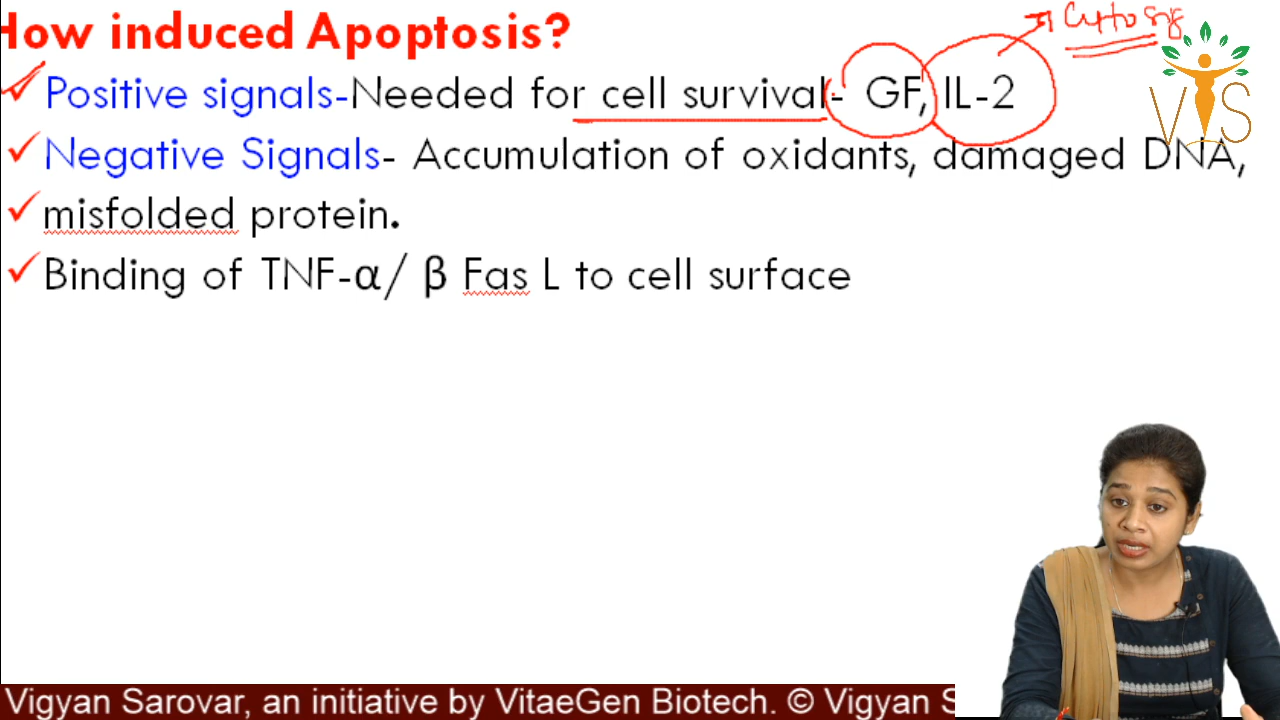 How induced Apoptosis?
✓Positive signals-Needed for cell survival- GF, IL-2
✓Negative Signals- Accumulation of oxidants, damaged DNA,
✓misfolded protein.
✓Binding of TNF-α/ β Fas L to cell surface
VIS
Vigyan Sarovar, an initiative by VitaeGen Biotech. © Vigyan S